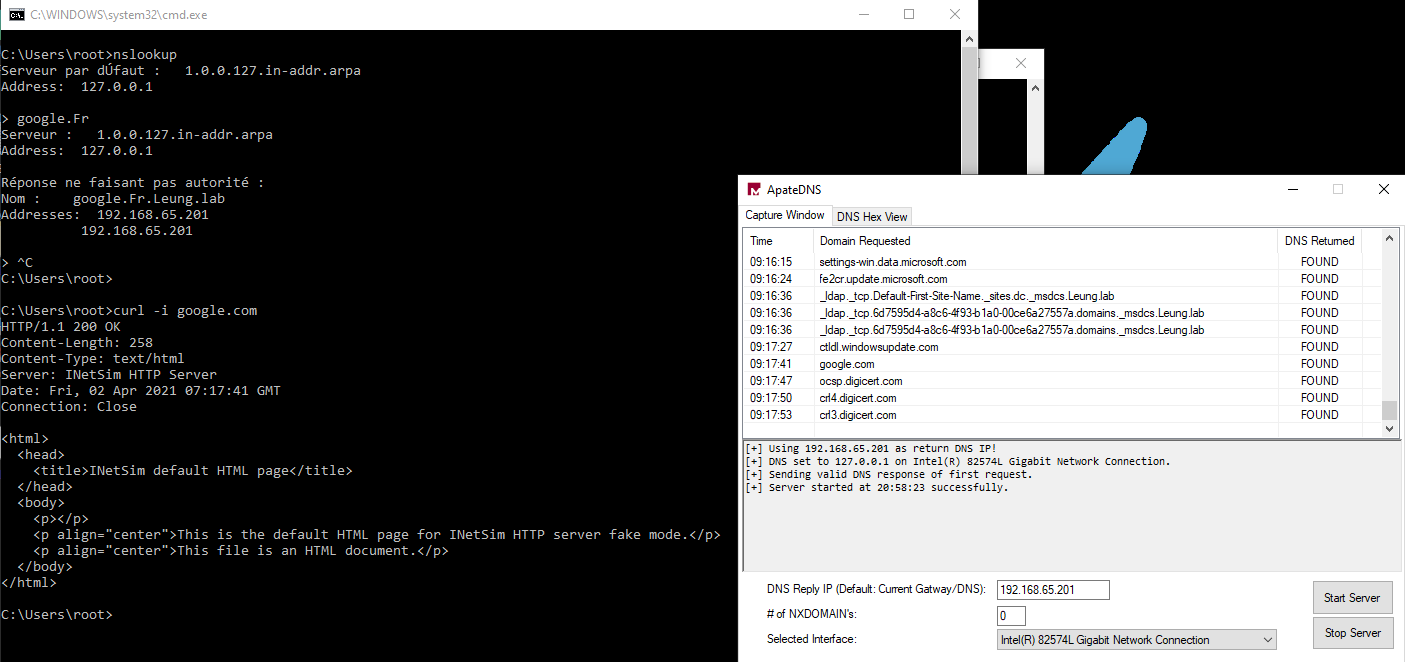 C:\WINDOWS\system32\cmd.exe
C:\Users\root>nslookup
Serveur par dÚfaut :   1.0.0.127.in-addr.arpa
Address:  127.0.0.1
> google.Fr
Serveur :   1.0.0.127.in-addr.arpa
Address:  127.0.0.1
Réponse ne faisant pas autorité :
Nom :    google.Fr.Leung.lab
Addresses:  192.168.65.201
          192.168.65.201
> ^C
C:\Users\root>
C:\Users\root>curl -i google.com
HTTP/1.1 200 OK
Content-Length: 258
Content-Type: text/html
Server: INetSim HTTP Server
Date: Fri, 02 Apr 2021 07:17:41 GMT
Connection: Close
<html>
  <head>
    <title>INetSim default HTML page</title>
  </head>
  <body>
    <p></p>
    <p align="center">This is the default HTML page for INetSim HTTP server fake mode.</p>
    <p align="center">This file is an HTML document.</p>
  </body>
</html>
C:\Users\root>
ApateDNS
Capture Window DNS Hex View
Time Domain Requested DNS Returned
09:16:15 settings-win.data.microsoft.com FOUND
09:16:24 fe2cr.update.microsoft.com FOUND
09:16:36 _ldap._tcp.Default-First-Site-Name._sites.dc._msdcs.Leung.lab FOUND
09:16:36 _ldap._tcp.6d7595d4-a8c6-4f93-b1a0-00ce6a27557a.domains._msdcs.Leung.lab FOUND
09:16:36 _ldap._tcp.6d7595d4-a8c6-4f93-b1a0-00ce6a27557a.domains._msdcs.Leung.lab FOUND
09:17:27 ctldl.windowsupdate.com FOUND
09:17:41 google.com FOUND
09:17:47 ocsp.digicert.com FOUND
09:17:50 crl4.digicert.com FOUND
09:17:53 crl3.digicert.com FOUND
[+] Using 192.168.65.201 as return DNS IP!
[+] DNS set to 127.0.0.1 on Intel(R) 82574L Gigabit Network Connection.
[+] Sending valid DNS response of first request.
[+] Server started at 20:58:23 successfully.
DNS Reply IP (Default: Current Gatway/DNS): 192.168.65.201
Start Server
# of NXDOMAIN's: 0
Selected Interface: Intel(R) 82574L Gigabit Network Connection
Stop Server